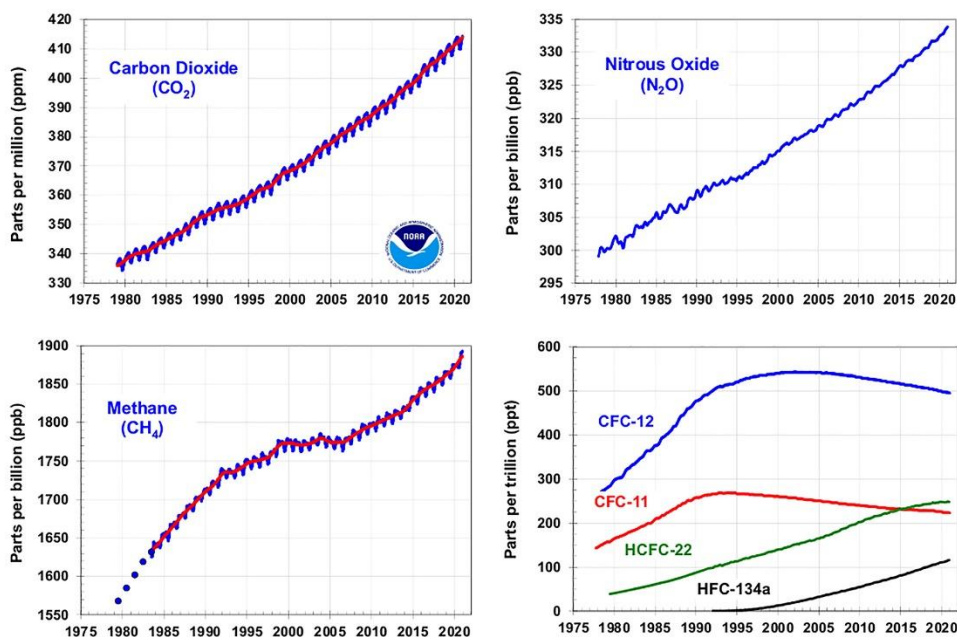 420
410
400
390
380
370
360
350
340
330
Parts per million (ppm)
Carbon Dioxide
(CO₂)
NOAA
1975 1980 1985 1990 1995 2000 2005 2010 2015 2020
335
330
325
320
315
310
305
300
295
Parts per billion (ppb)
Nitrous Oxide
(N₂O)
1975 1980 1985 1990 1995 2000 2005 2010 2015 2020
1900
1850
1800
1750
1700
1650
1600
1550
Parts per billion (ppb)
Methane
(CH₄)
1975 1980 1985 1990 1995 2000 2005 2010 2015 2020
600
500
400
300
200
100
0
Parts per trillion (ppt)
CFC-12
CFC-11
HCFC-22
HFC-134a
1975 1980 1985 1990 1995 2000 2005 2010 2015 2020